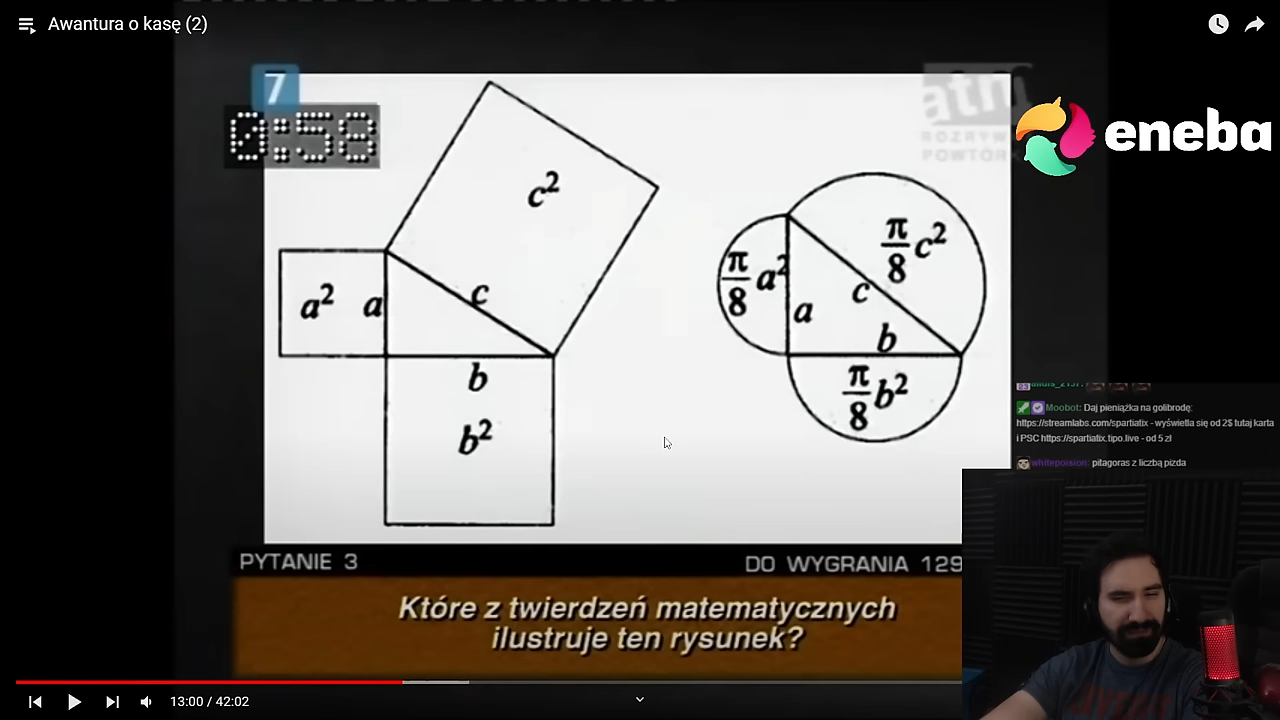 Awantura o kasę (2)
7
0:58
atm
ROZRYW
POWTÓRK
eneba
c²
a² a
c
b
b²
π/8 a²
π/8 c²
c
a
b
π/8 b²
Moobot: Daj pieniążka na golibrodę:
https://streamlabs.com/spartiatix - wyświetla się od 2$ tutaj karta
i PSC https://spartiatix.tipo.live - od 5 zl
whitepoision: pitagoras z liczbą pizda
PYTANIE 3
DO WYGRANIA 129
Które z twierdzeń matematycznych
ilustruje ten rysunek?
13:00 / 42:02